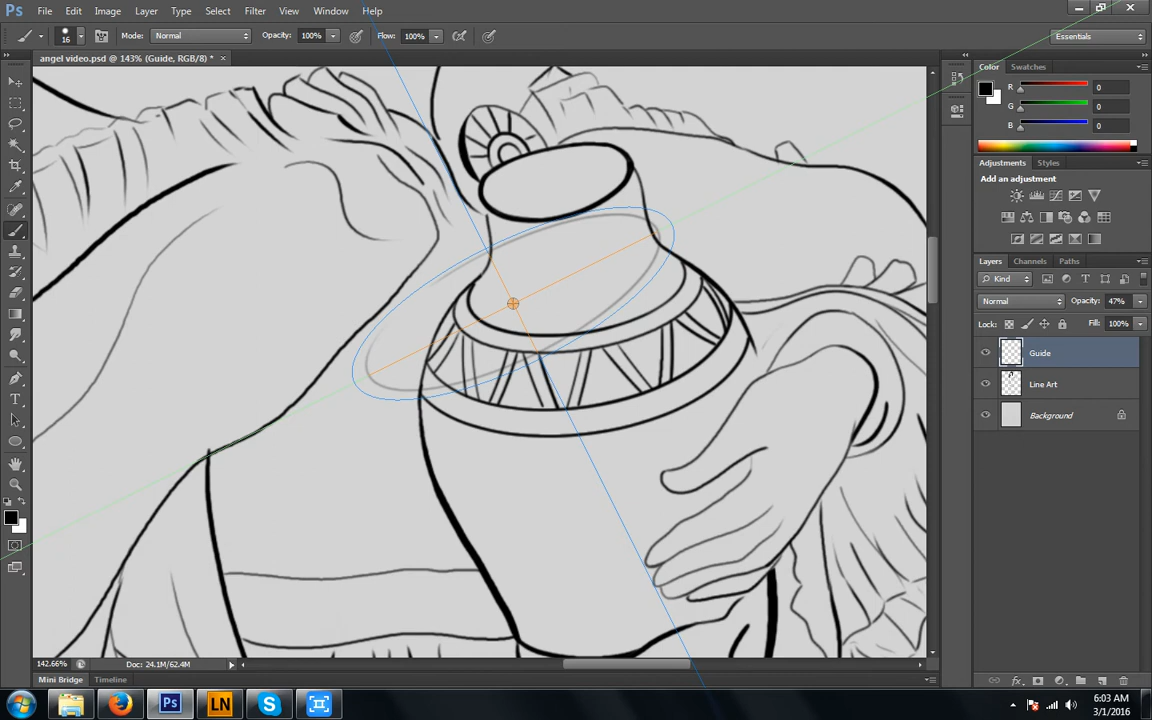 Ps File Edit Image Layer Type Select Filter View Window Help
16 Mode: Normal Opacity: 100% Flow: 100% Essentials
angel video.psd @ 143% (Guide, RGB/8) * ×
Color Swatches
R 0
G 0
B 0
Adjustments Styles
Add an adjustment
Layers Channels Paths
Kind
Normal Opacity: 47%
Lock: Fill: 100%
Guide
Line Art
Background
T
142.66% Doc: 24.1M/62.4M
Mini Bridge Timeline
fx
Ps LN S
6:03 AM
3/1/2016